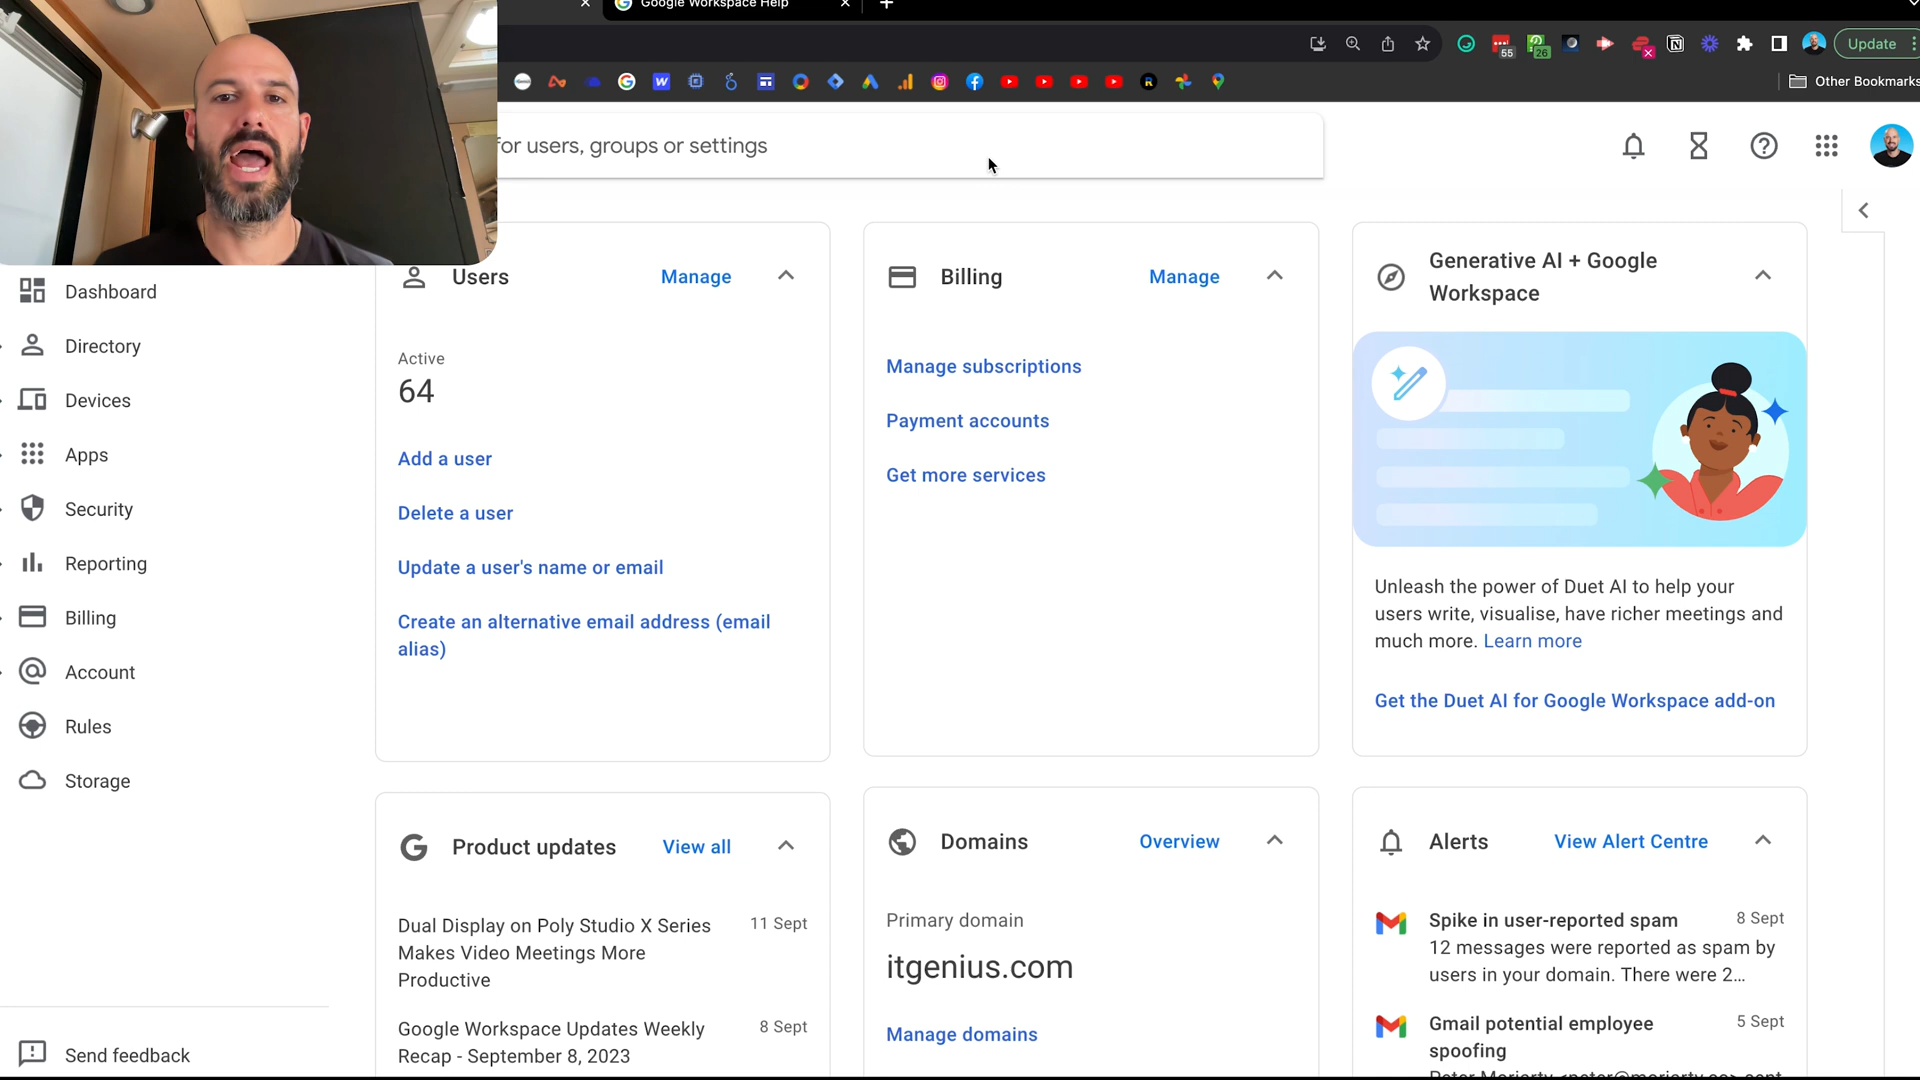 Google Workspace Help
55
26
Update
Other Bookmarks
for users, groups or settings
Dashboard
Directory
Devices
Apps
Security
Reporting
Billing
Account
Rules
Storage
Send feedback
Users
Manage
Active
64
Add a user
Delete a user
Update a user's name or email
Create an alternative email address (email
alias)
Billing
Manage
Manage subscriptions
Payment accounts
Get more services
Generative AI + Google
Workspace
Unleash the power of Duet AI to help your
users write, visualise, have richer meetings and
much more. Learn more
Get the Duet AI for Google Workspace add-on
Product updates
View all
Dual Display on Poly Studio X Series
Makes Video Meetings More
Productive
11 Sept
Google Workspace Updates Weekly
Recap - September 8, 2023
8 Sept
Domains
Overview
Primary domain
itgenius.com
Manage domains
Alerts
View Alert Centre
Spike in user-reported spam
8 Sept
12 messages were reported as spam by
users in your domain. There were 2...
Gmail potential employee
spoofing
5 Sept